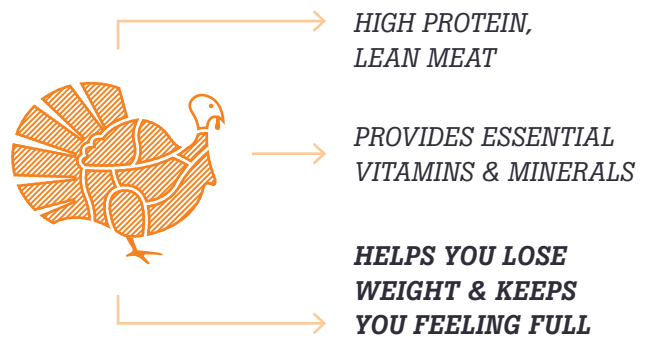 HIGH PROTEIN,
LEAN MEAT
PROVIDES ESSENTIAL
VITAMINS & MINERALS
HELPS YOU LOSE
WEIGHT & KEEPS
YOU FEELING FULL